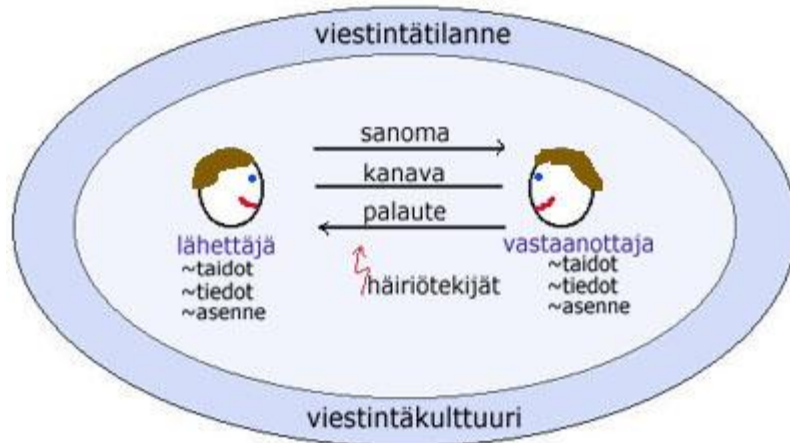 viestintätilanne
sanoma
kanava
palaute
lähettäjä
~taidot
~tiedot
~asenne
häiriötekijät
vastaanottaja
~taidot
~tiedot
~asenne
viestintäkulttuuri